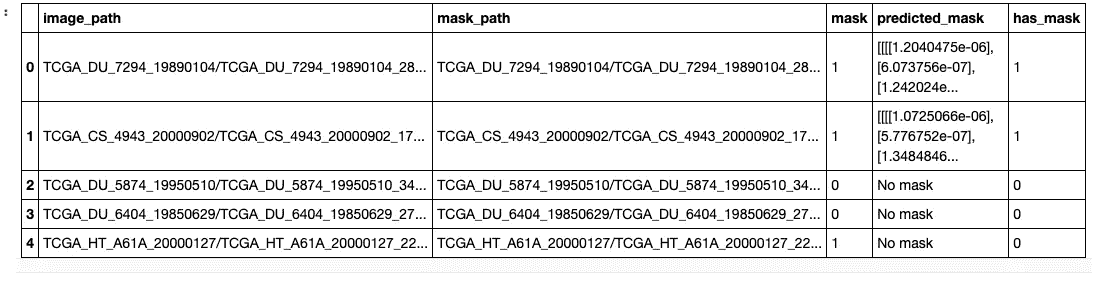 :
image_path mask_path mask predicted_mask has_mask
0 TCGA_DU_7294_19890104/TCGA_DU_7294_19890104_28... TCGA_DU_7294_19890104/TCGA_DU_7294_19890104_28... 1 [[[[1.2040475e-06], 1
[6.073756e-07],
[1.242024e...
1 TCGA_CS_4943_20000902/TCGA_CS_4943_20000902_17... TCGA_CS_4943_20000902/TCGA_CS_4943_20000902_17... 1 [[[[1.0725066e-06], 1
[5.776752e-07],
[1.3484846...
2 TCGA_DU_5874_19950510/TCGA_DU_5874_19950510_34... TCGA_DU_5874_19950510/TCGA_DU_5874_19950510_34... 0 No mask 0
3 TCGA_DU_6404_19850629/TCGA_DU_6404_19850629_27... TCGA_DU_6404_19850629/TCGA_DU_6404_19850629_27... 0 No mask 0
4 TCGA_HT_A61A_20000127/TCGA_HT_A61A_20000127_22... TCGA_HT_A61A_20000127/TCGA_HT_A61A_20000127_22... 1 No mask 0